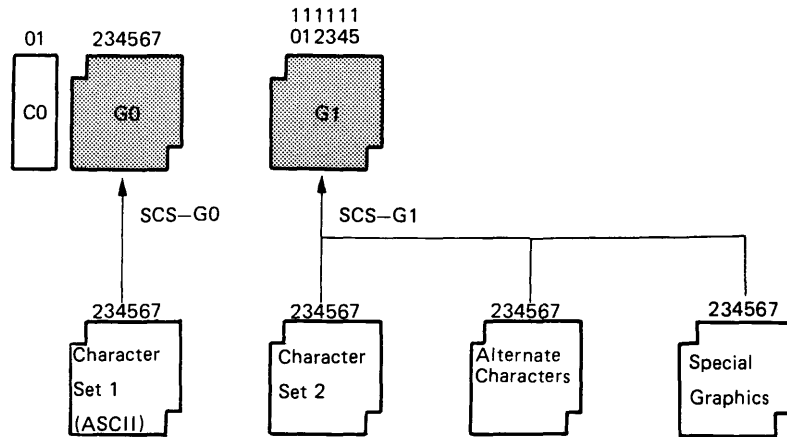 111111
01 234567 012345
C0 G0 G1
SCS–G0 SCS–G1
234567 234567 234567 234567
Character Character Alternate Special
Set 1 Set 2 Characters Graphics
(ASCII)